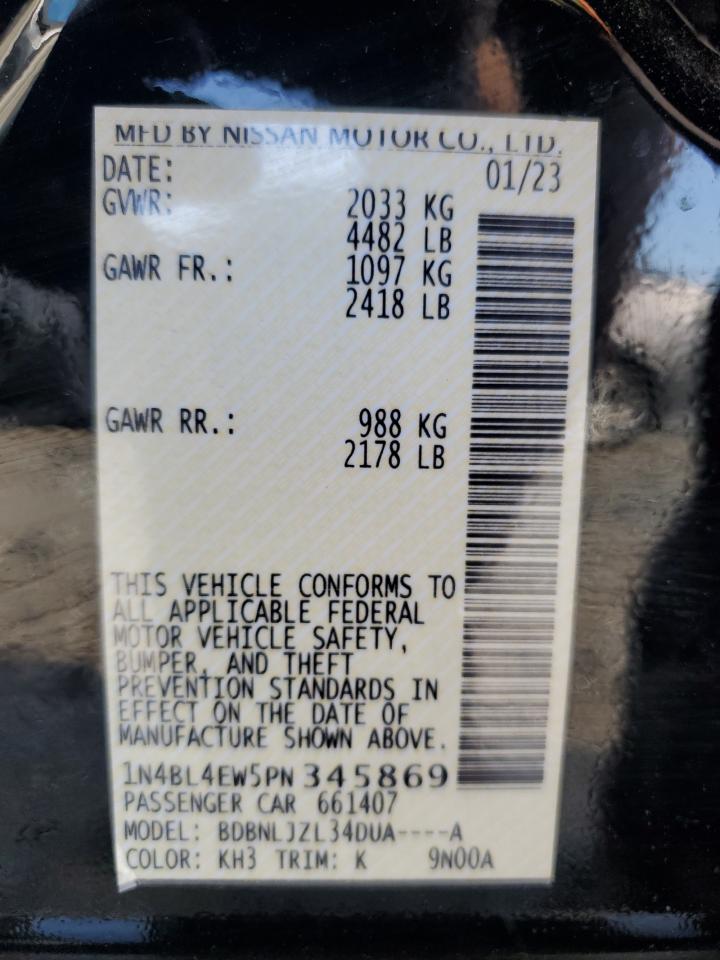 MFD BY NISSAN MOTOR CO., LTD.
DATE: 01/23
GVWR: 2033 KG
4482 LB
GAWR FR.: 1097 KG
2418 LB
GAWR RR.: 988 KG
2178 LB
THIS VEHICLE CONFORMS TO
ALL APPLICABLE FEDERAL
MOTOR VEHICLE SAFETY,
BUMPER, AND THEFT
PREVENTION STANDARDS IN
EFFECT ON THE DATE OF
MANUFACTURE SHOWN ABOVE.
1N4BL4EW5PN345869
PASSENGER CAR 661407
MODEL: BDBNLJZL34DUA----A
COLOR: KH3 TRIM: K 9N00A